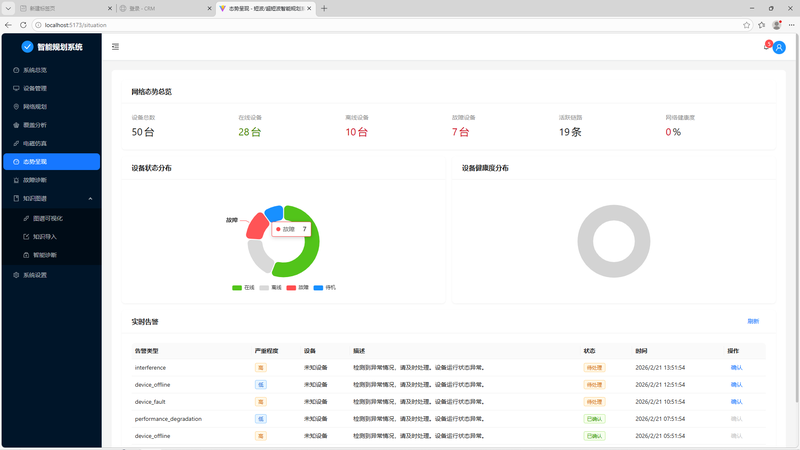 新建标签页
登录 - CRM
态势呈现 - 短波/超短波智能规划系
localhost:5173/situation
智能规划系统
系统总览
设备管理
网络规划
覆盖分析
电磁仿真
态势呈现
故障诊断
知识图谱
图谱可视化
知识导入
智能诊断
系统设置
网络态势总览
设备总数 在线设备 离线设备 故障设备 活跃链路 网络健康度
50 台 28 台 10 台 7 台 19 条 0 %
设备状态分布 设备健康度分布
故障
故障 7
在线 离线 故障 待机
实时告警 刷新
告警类型 严重程度 设备 描述 状态 时间 操作
interference 高 未知设备 检测到异常情况，请及时处理。设备运行状态异常。 待处理 2026/2/21 13:51:54 确认
device_offline 低 未知设备 检测到异常情况，请及时处理。设备运行状态异常。 待处理 2026/2/21 12:51:54 确认
device_fault 高 未知设备 检测到异常情况，请及时处理。设备运行状态异常。 待处理 2026/2/21 10:51:54 确认
performance_degradation 低 未知设备 检测到异常情况，请及时处理。设备运行状态异常。 已确认 2026/2/21 07:51:54 确认
device_offline 高 未知设备 检测到异常情况，请及时处理。设备运行状态异常。 已确认 2026/2/21 05:51:54 确认